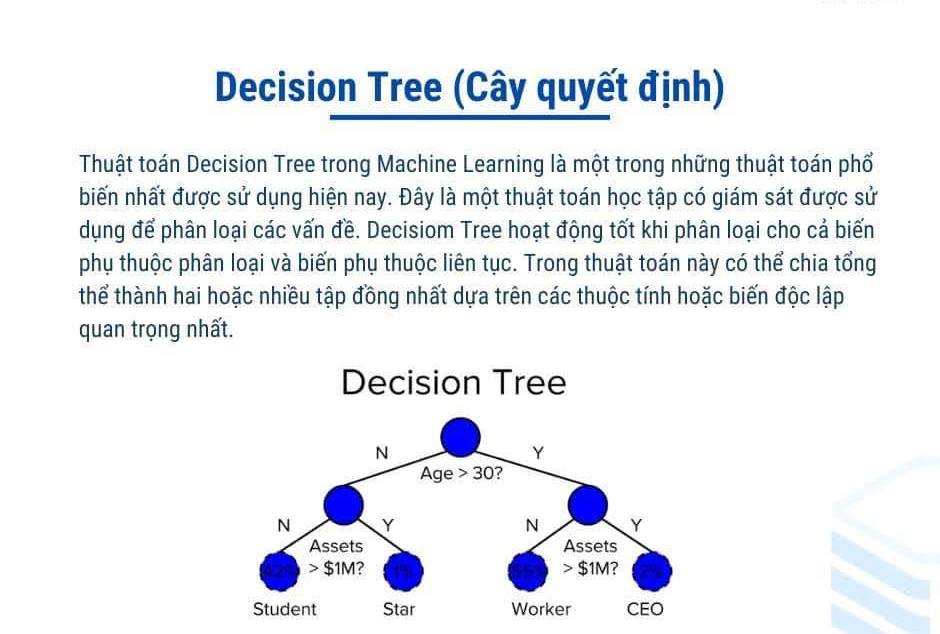 Decision Tree (Cây quyết định)
Thuật toán Decision Tree trong Machine Learning là một trong những thuật toán phổ
biến nhất được sử dụng hiện nay. Đây là một thuật toán học tập có giám sát được sử
dụng để phân loại các vấn đề. Decisiom Tree hoạt động tốt khi phân loại cho cả biến
phụ thuộc phân loại và biến phụ thuộc liên tục. Trong thuật toán này có thể chia tổng
thể thành hai hoặc nhiều tập đồng nhất dựa trên các thuộc tính hoặc biến độc lập
quan trọng nhất.
Decision Tree
N Y
Age > 30?
N Y N Y
Assets Assets
42% > $1M? 1% 55% > $1M? 2%
Student Star Worker CEO